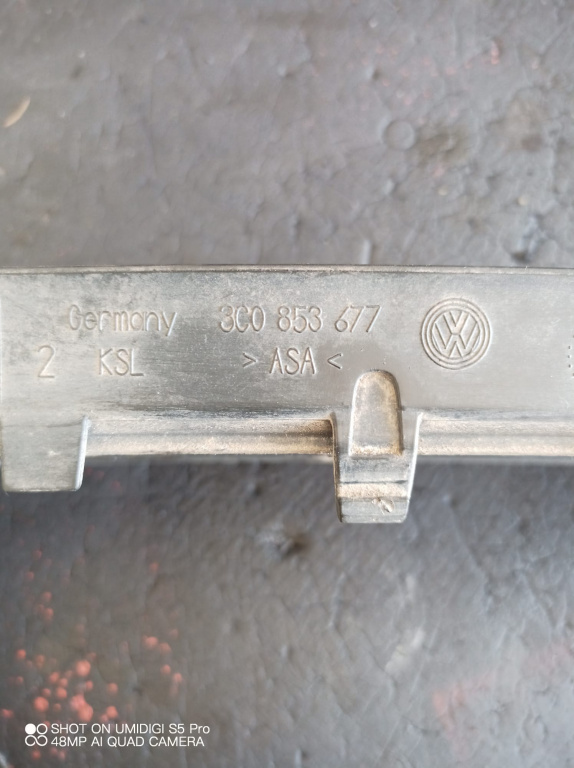 Germany 3C0 853 677
2 KSL >ASA<
SHOT ON UMIDIGI S5 Pro
48MP AI QUAD CAMERA